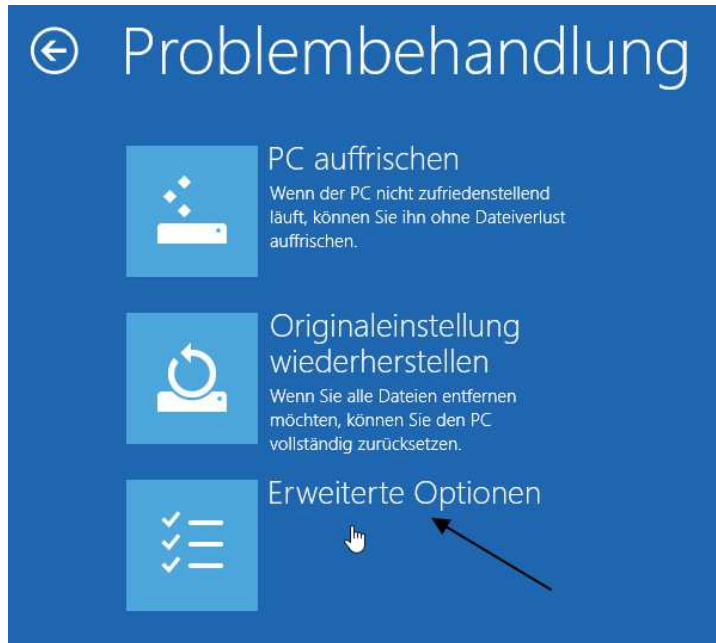 Problembehandlung
PC auffrischen
Wenn der PC nicht zufriedenstellend
läuft, können Sie ihn ohne Dateiverlust
auffrischen.
Originaleinstellung
wiederherstellen
Wenn Sie alle Dateien entfernen
möchten, können Sie den PC
vollständig zurücksetzen.
Erweiterte Optionen